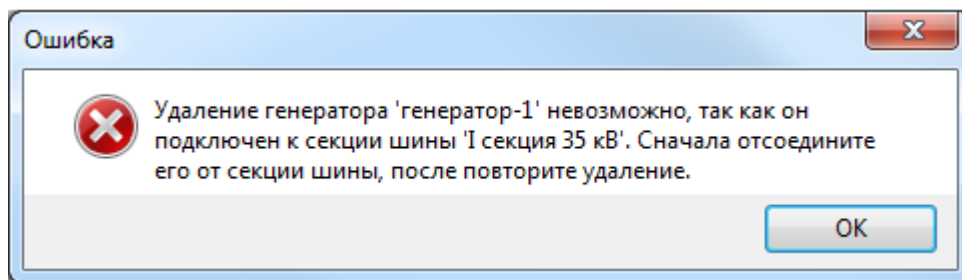 Ошибка
Удаление генератора 'генератор-1' невозможно, так как он
подключен к секции шины 'I секция 35 кВ'. Сначала отсоедините
его от секции шины, после повторите удаление.
OK